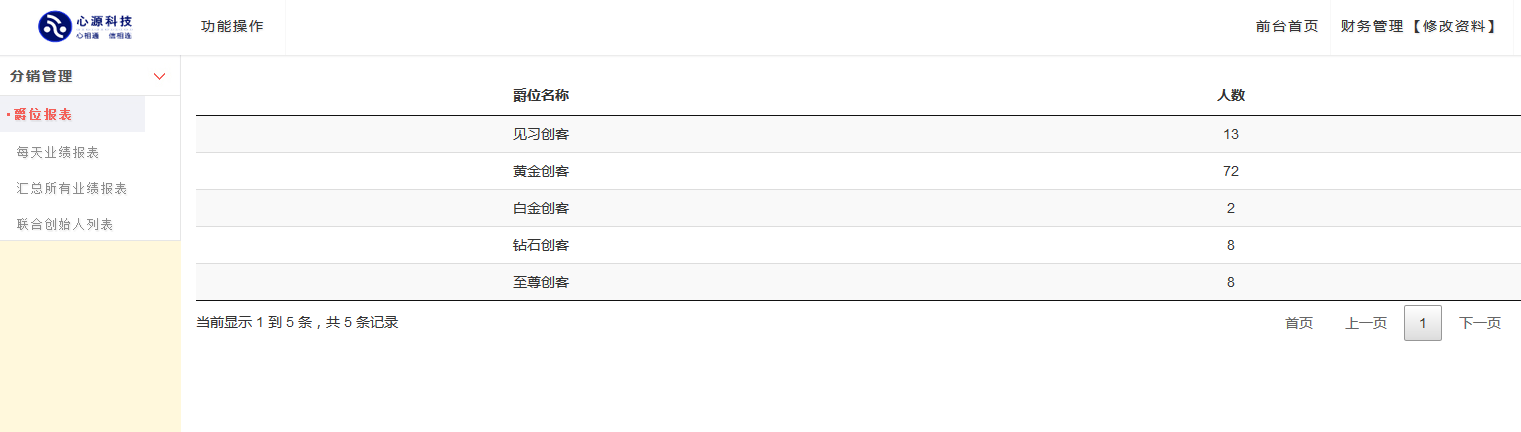 心源科技
心相通 信相连
功能操作
前台首页
财务管理【修改资料】
分销管理
·爵位报表
每天业绩报表
汇总所有业绩报表
联合创始人列表
爵位名称 人数
见习创客 13
黄金创客 72
白金创客 2
钻石创客 8
至尊创客 8
当前显示 1 到 5 条，共 5 条记录
首页 上一页 1 下一页